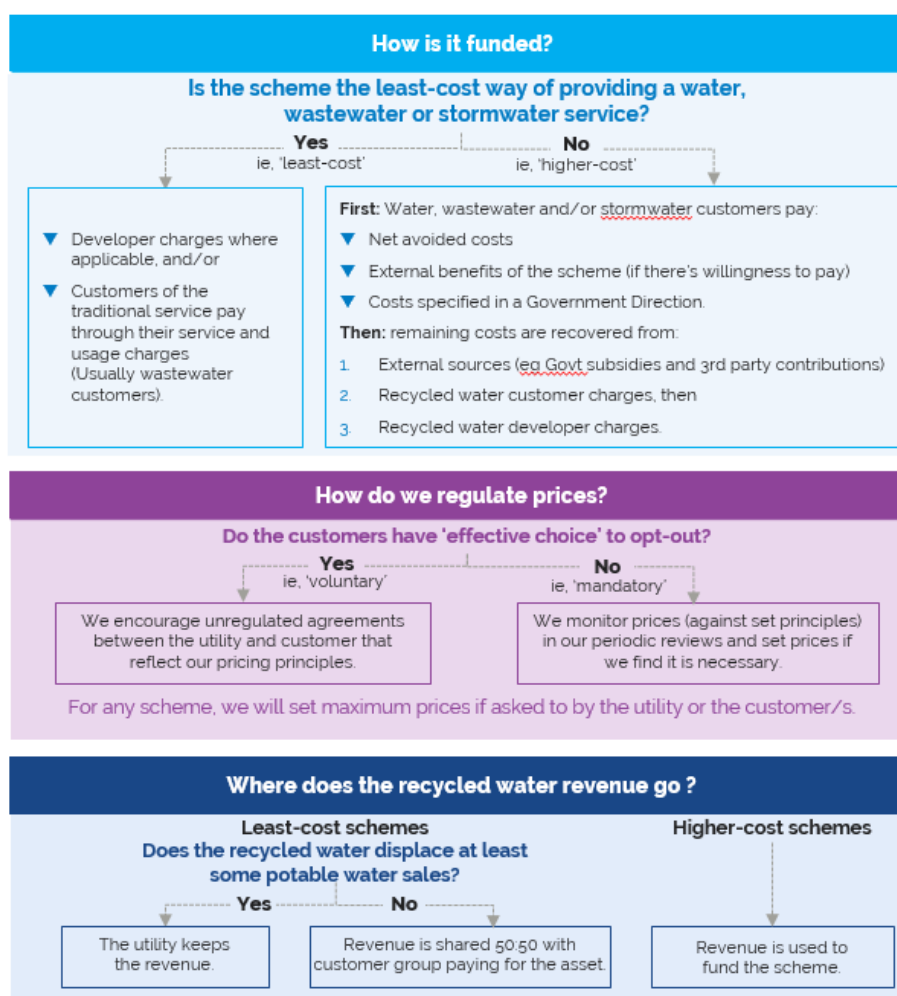 How is it funded?
Is the scheme the least-cost way of providing a water,
wastewater or stormwater service?
Yes
ie, 'least-cost'
No
ie, 'higher-cost'
▼ Developer charges where
applicable, and/or
▼ Customers of the
traditional service pay
through their service and
usage charges
(Usually wastewater
customers).
First: Water, wastewater and/or stormwater customers pay:
▼ Net avoided costs
▼ External benefits of the scheme (if there's willingness to pay)
▼ Costs specified in a Government Direction.
Then: remaining costs are recovered from:
1. External sources (eg Govt subsidies and 3rd party contributions)
2. Recycled water customer charges, then
3. Recycled water developer charges.
How do we regulate prices?
Do the customers have 'effective choice' to opt-out?
Yes
ie, 'voluntary'
No
ie, 'mandatory'
We encourage unregulated agreements
between the utility and customer that
reflect our pricing principles.
We monitor prices (against set principles)
in our periodic reviews and set prices if
we find it is necessary.
For any scheme, we will set maximum prices if asked to by the utility or the customer/s.
Where does the recycled water revenue go ?
Least-cost schemes
Does the recycled water displace at least
some potable water sales?
Yes
No
The utility keeps
the revenue.
Revenue is shared 50:50 with
customer group paying for the asset.
Higher-cost schemes
Revenue is used to
fund the scheme.